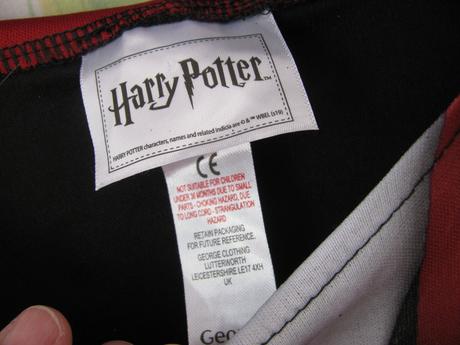 Harry Potter™
HARRY POTTER characters, names and related indicia are © & ™ WBEI. (s16)
CE
NOT SUITABLE FOR CHILDREN
UNDER 36 MONTHS DUE TO SMALL
PARTS - CHOKING HAZARD, DUE
TO LONG CORD - STRANGULATION
HAZARD
RETAIN PACKAGING
FOR FUTURE REFERENCE.
GEORGE CLOTHING
LUTTERWORTH
LEICESTERSHIRE LE17 4XH
UK
Geo